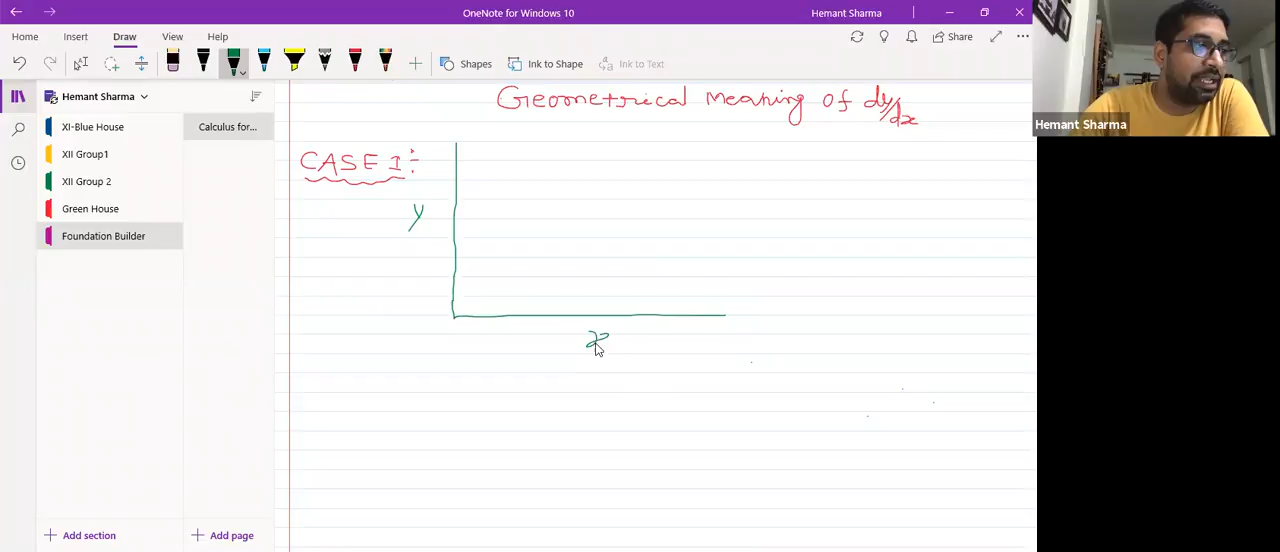 OneNote for Windows 10
Hemant Sharma
Home Insert Draw View Help
Share
Shapes
Ink to Shape
Ink to Text
Hemant Sharma
XI-Blue House
XII Group1
XII Group 2
Green House
Foundation Builder
Calculus for...
Add section
Add page
Geometrical Meaning of dy/dx
CASE I:
y
x
Hemant Sharma